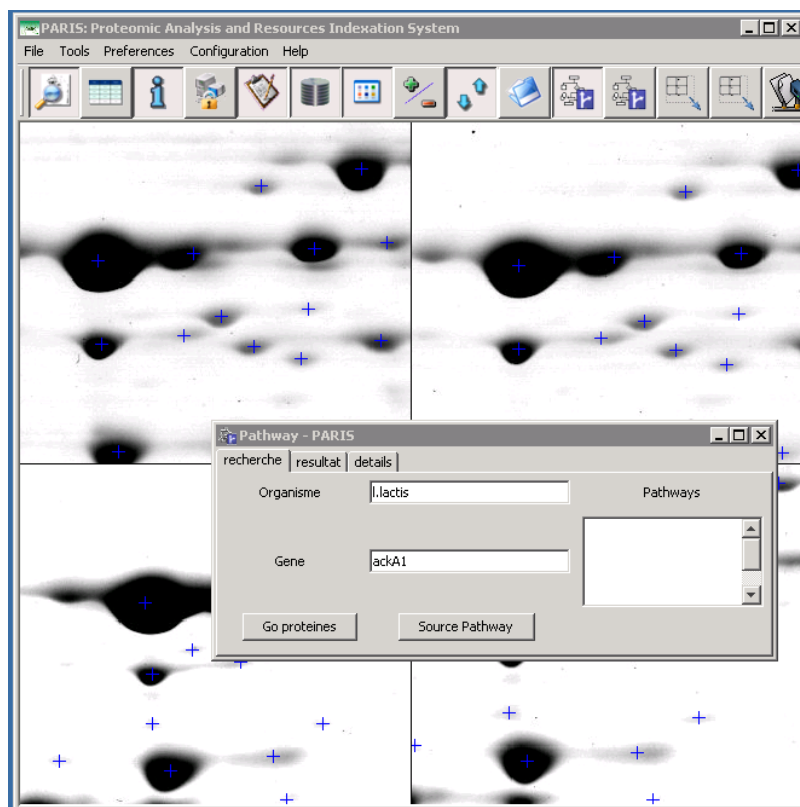 PARIS: Proteomic Analysis and Resources Indexation System
File Tools Preferences Configuration Help
Pathway - PARIS
recherche resultat details
Organisme l.lactis Pathways
Gene ackA1
Go proteines Source Pathway